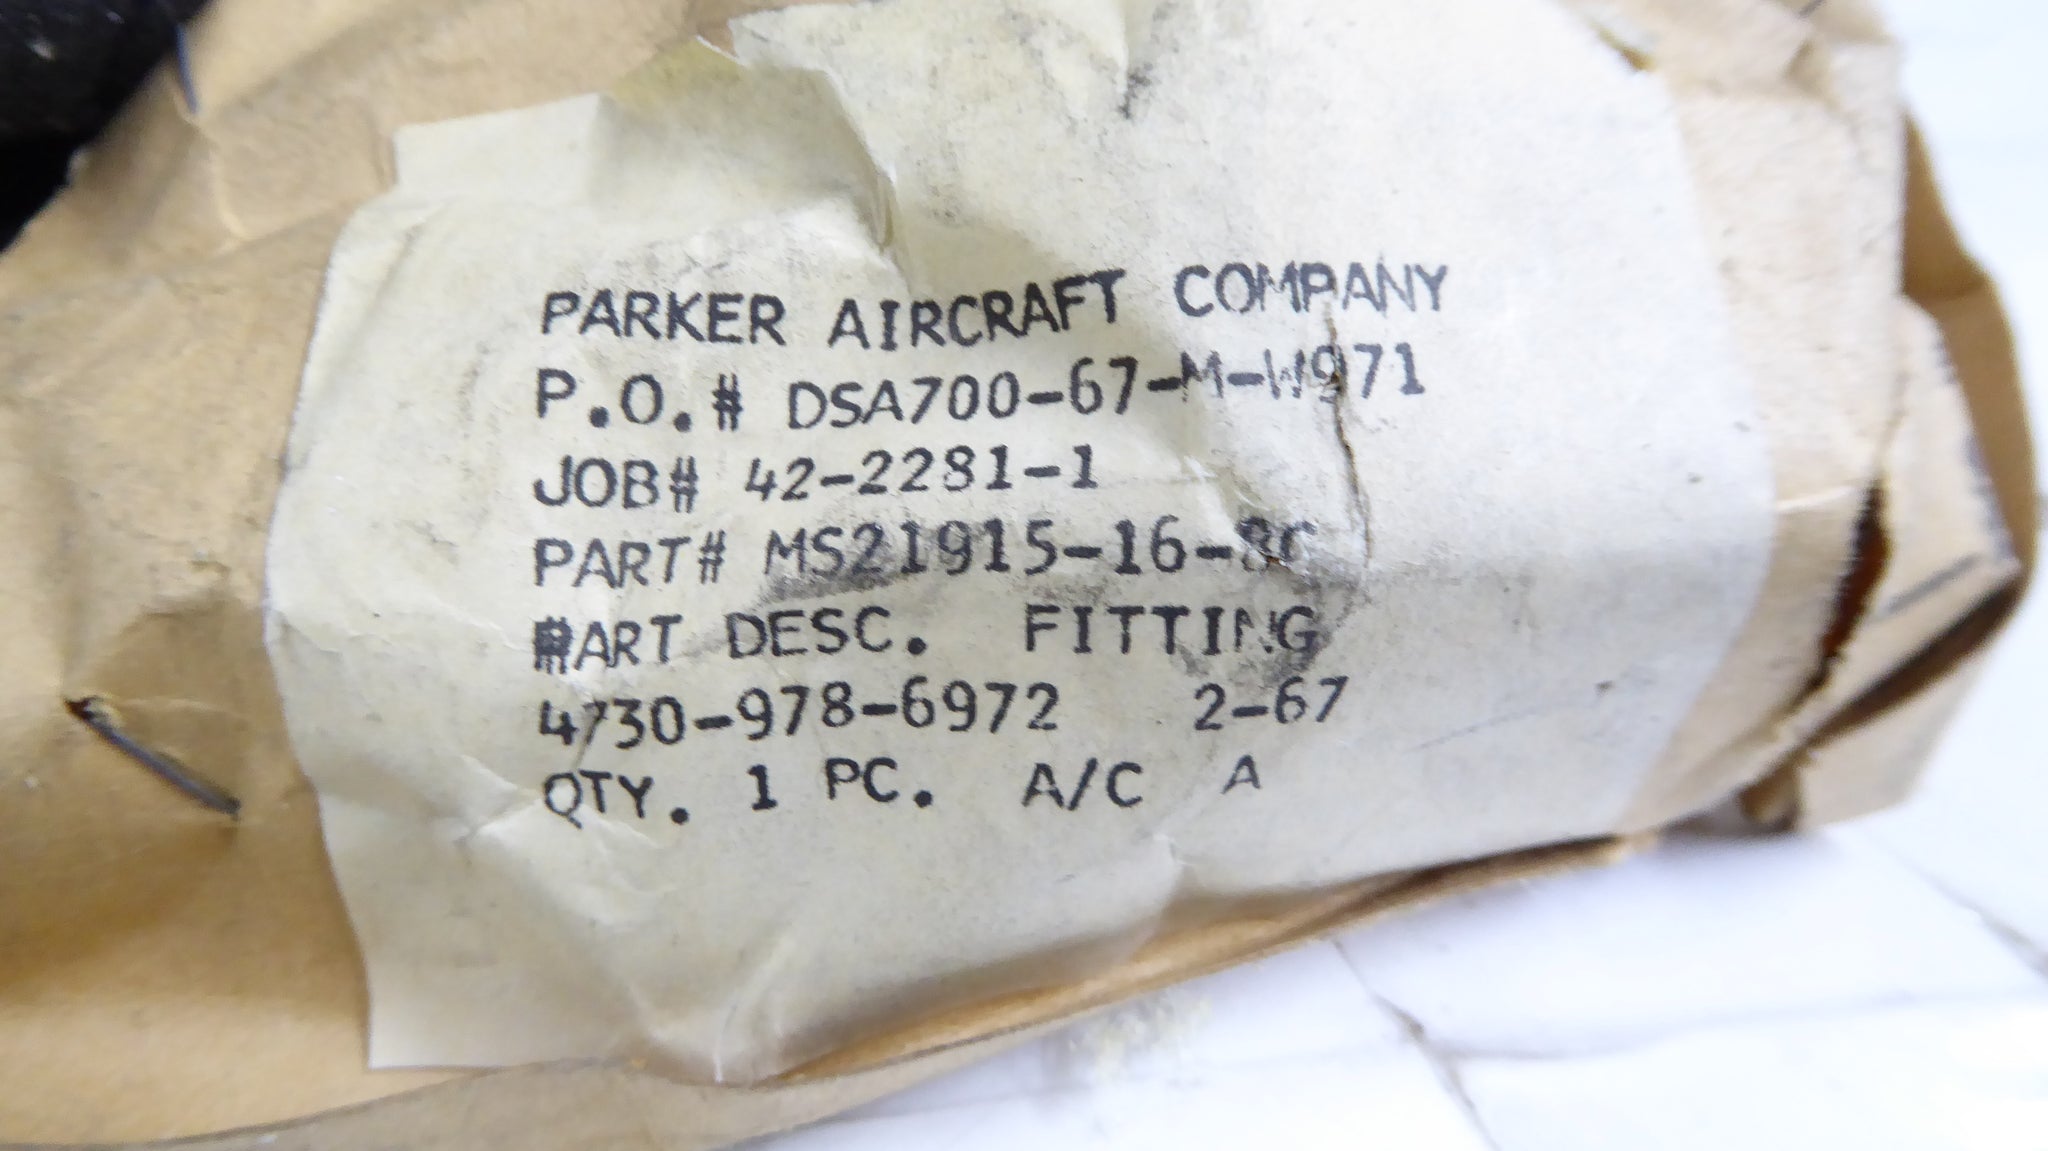 PARKER AIRCRAFT COMPANY
P.O.# DSA700-67-M-W971
JOB# 42-2281-1
PART# MS21915-16-8C
#ART DESC. FITTING
4730-978-6972 2-67
QTY. 1 PC. A/C A